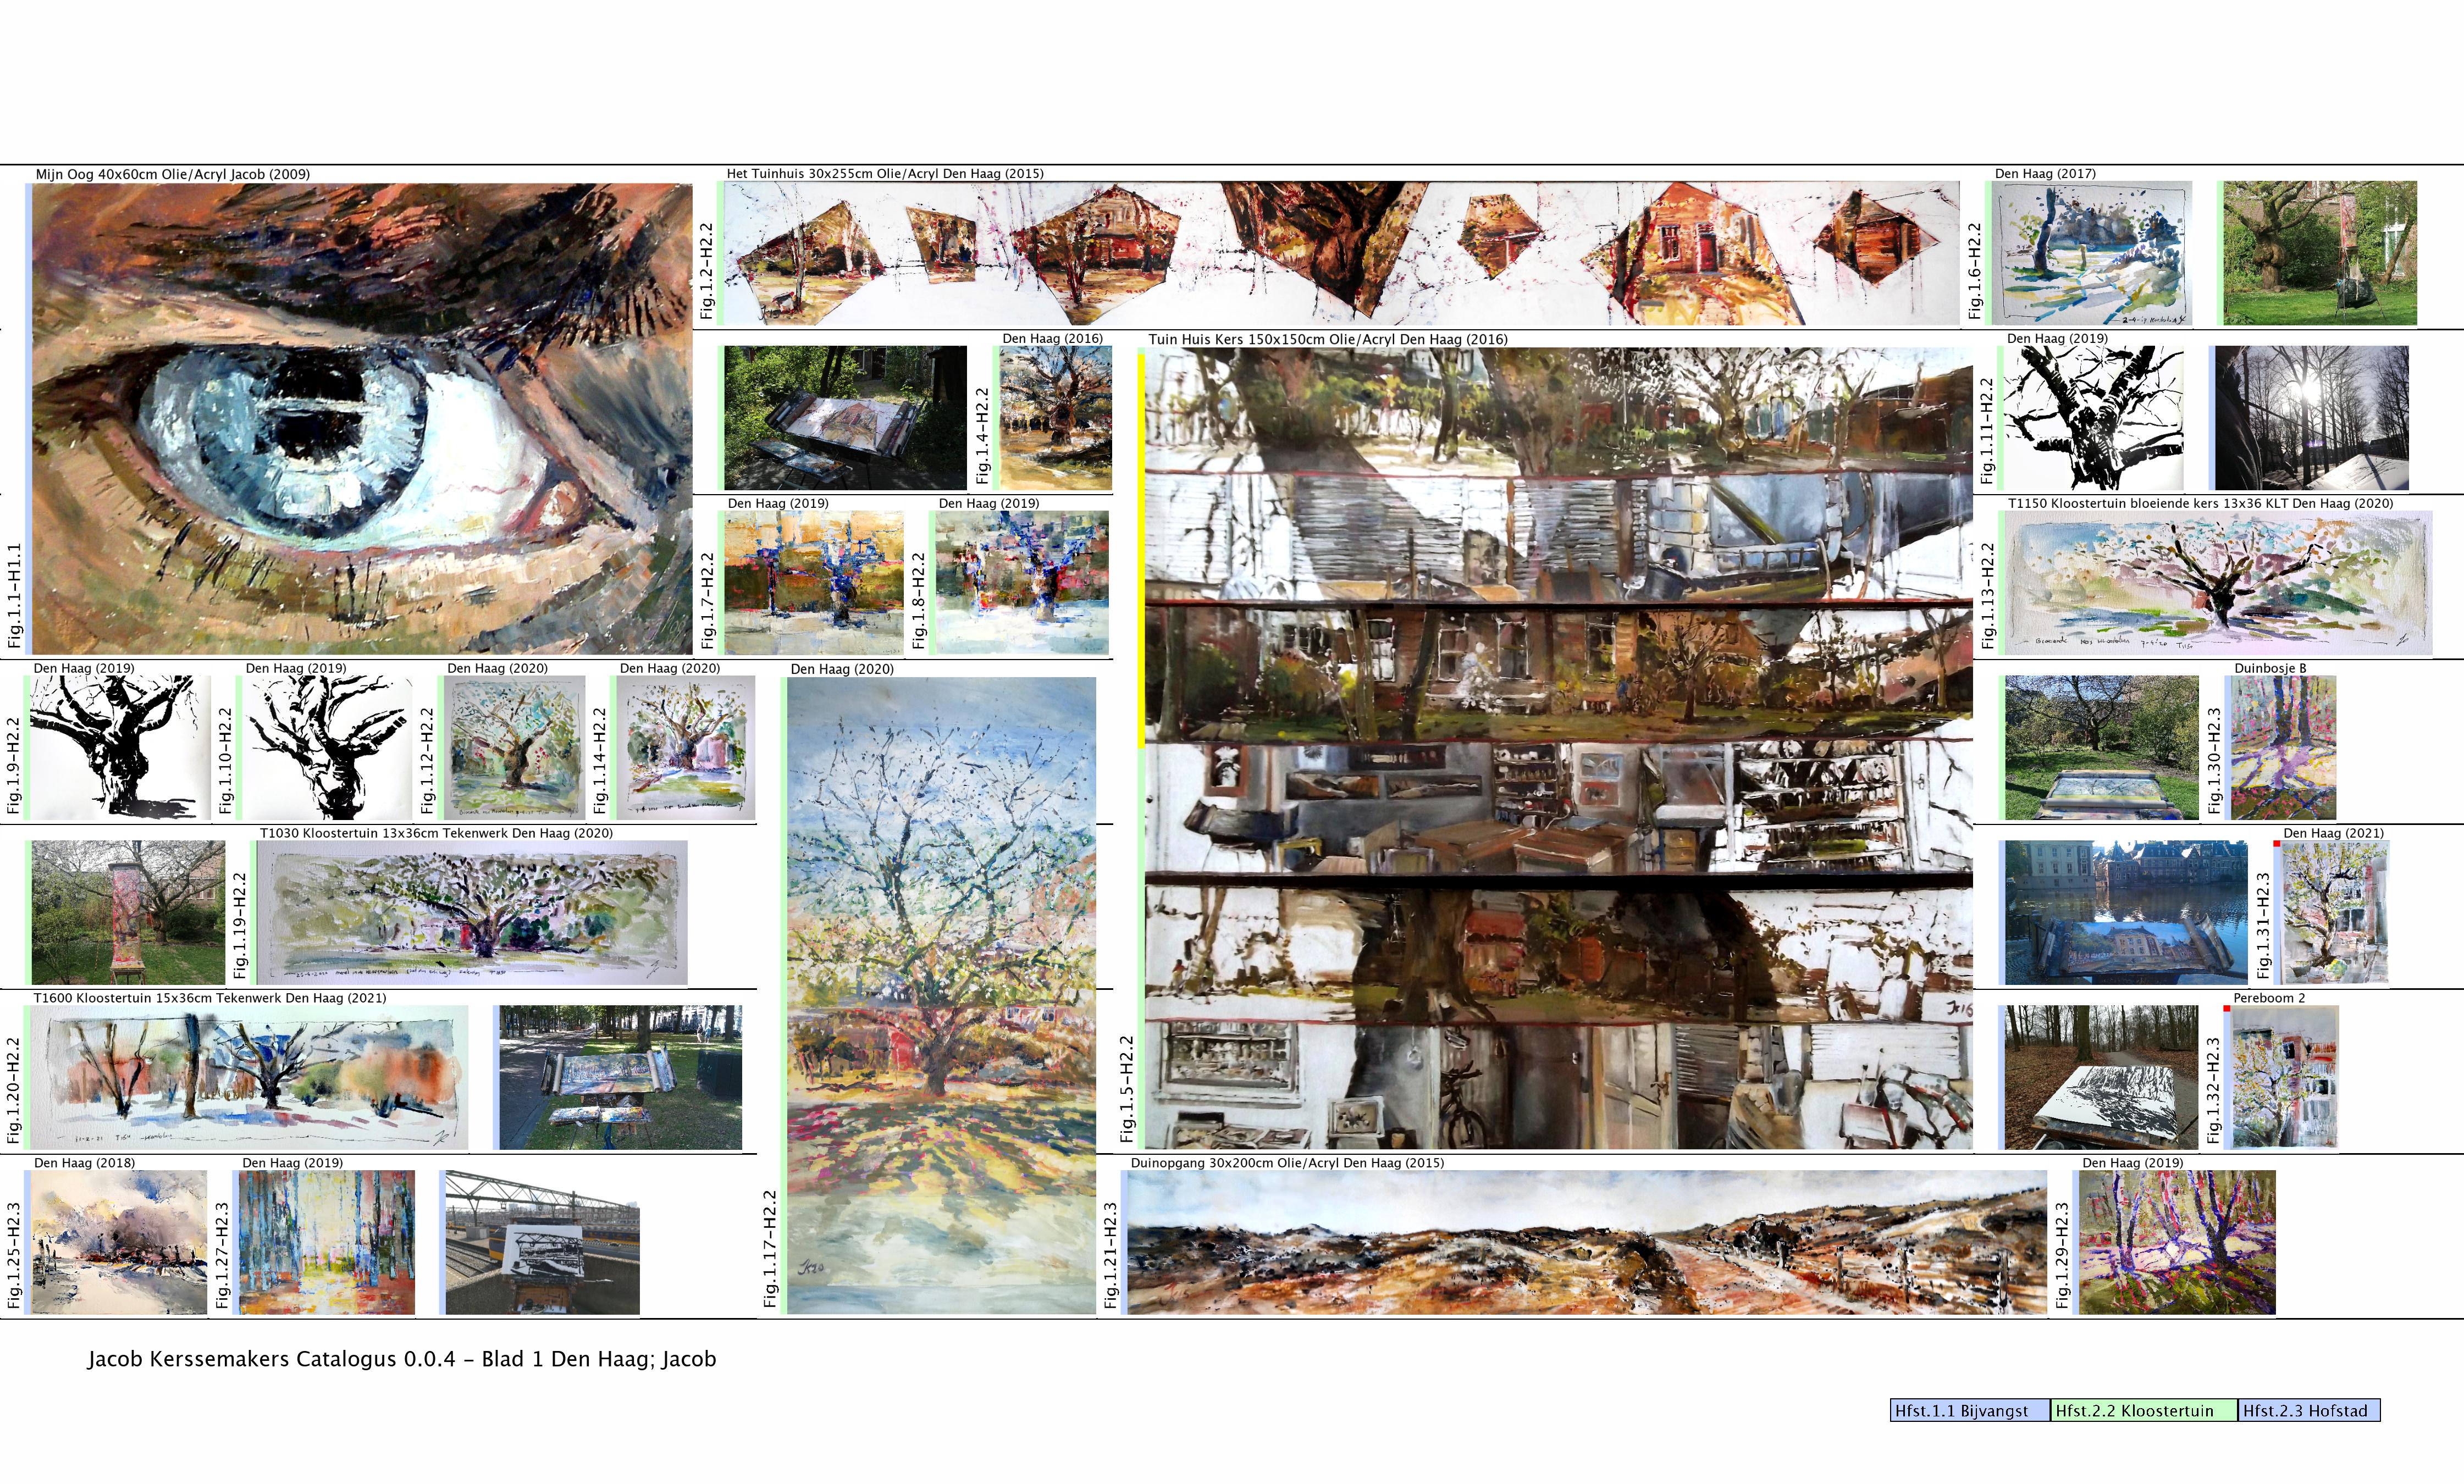 Mijn Oog 40x60cm Olie/Acryl Jacob (2009)
Fig.1.1-H1.1
Het Tuinhuis 30x255cm Olie/Acryl Den Haag (2015)
Fig.1.2-H2.2
Den Haag (2017)
Fig.1.6-H2.2
Den Haag (2016)
Fig.1.4-H2.2
Tuin Huis Kers 150x150cm Olie/Acryl Den Haag (2016)
Fig.1.5-H2.2
Den Haag (2019)
Fig.1.11-H2.2
Den Haag (2019)
Fig.1.7-H2.2
Den Haag (2019)
Fig.1.8-H2.2
T1150 Kloostertuin bloeiende kers 13x36 KLT Den Haag (2020)
Fig.1.13-H2.2
Den Haag (2019)
Fig.1.9-H2.2
Den Haag (2019)
Fig.1.10-H2.2
Den Haag (2020)
Fig.1.12-H2.2
Den Haag (2020)
Fig.1.14-H2.2
Den Haag (2020)
Fig.1.17-H2.2
Duinbosje B
Fig.1.30-H2.3
T1030 Kloostertuin 13x36cm Tekenwerk Den Haag (2020)
Fig.1.19-H2.2
Den Haag (2021)
Fig.1.31-H2.3
T1600 Kloostertuin 15x36cm Tekenwerk Den Haag (2021)
Fig.1.20-H2.2
Pereboom 2
Fig.1.32-H2.3
Den Haag (2018)
Fig.1.25-H2.3
Den Haag (2019)
Fig.1.27-H2.3
Duinopgang 30x200cm Olie/Acryl Den Haag (2015)
Fig.1.21-H2.3
Den Haag (2019)
Fig.1.29-H2.3
Jacob Kerssemakers Catalogus 0.0.4 - Blad 1 Den Haag; Jacob
Hfst.1.1 Bijvangst
Hfst.2.2 Kloostertuin
Hfst.2.3 Hofstad